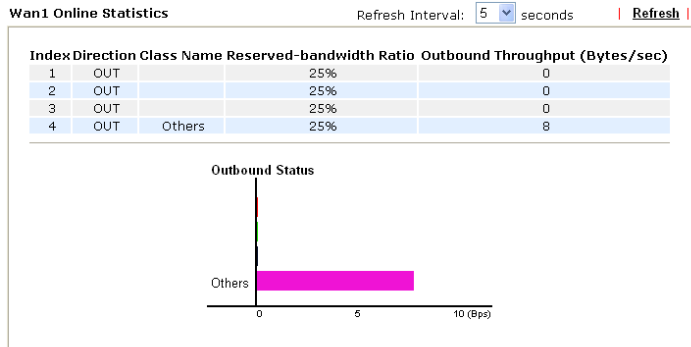 Wan1 Online Statistics Refresh Interval: 5 seconds | Refresh |
Index Direction Class Name Reserved-bandwidth Ratio Outbound Throughput (Bytes/sec)
1 OUT 25% 0
2 OUT 25% 0
3 OUT 25% 0
4 OUT Others 25% 8
Outbound Status
Others
0 5 10 (Bps)